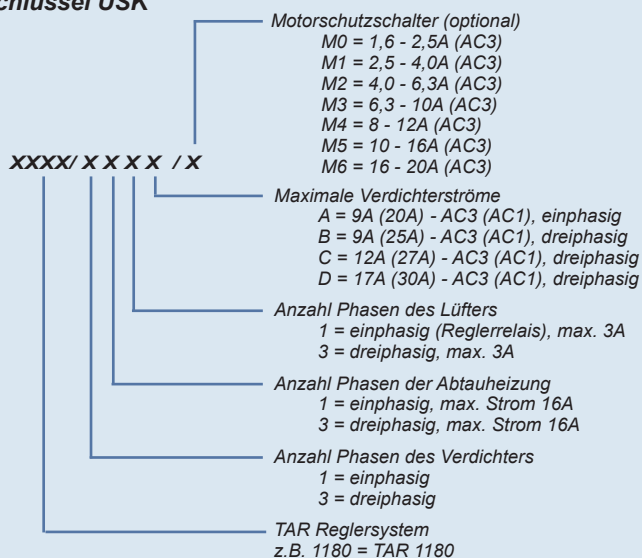 chlüssel USK
Motorschutzschalter (optional)
M0 = 1,6 - 2,5A (AC3)
M1 = 2,5 - 4,0A (AC3)
M2 = 4,0 - 6,3A (AC3)
M3 = 6,3 - 10A (AC3)
M4 = 8 - 12A (AC3)
M5 = 10 - 16A (AC3)
M6 = 16 - 20A (AC3)
XXXX/ X X X X / X
Maximale Verdichterströme
A = 9A (20A) - AC3 (AC1), einphasig
B = 9A (25A) - AC3 (AC1), dreiphasig
C = 12A (27A) - AC3 (AC1), dreiphasig
D = 17A (30A) - AC3 (AC1), dreiphasig
Anzahl Phasen des Lüfters
1 = einphasig (Reglerrelais), max. 3A
3 = dreiphasig, max. 3A
Anzahl Phasen der Abtauheizung
1 = einphasig, max. Strom 16A
3 = dreiphasig, max. Strom 16A
Anzahl Phasen des Verdichters
1 = einphasig
3 = dreiphasig
TAR Reglersystem
z.B. 1180 = TAR 1180